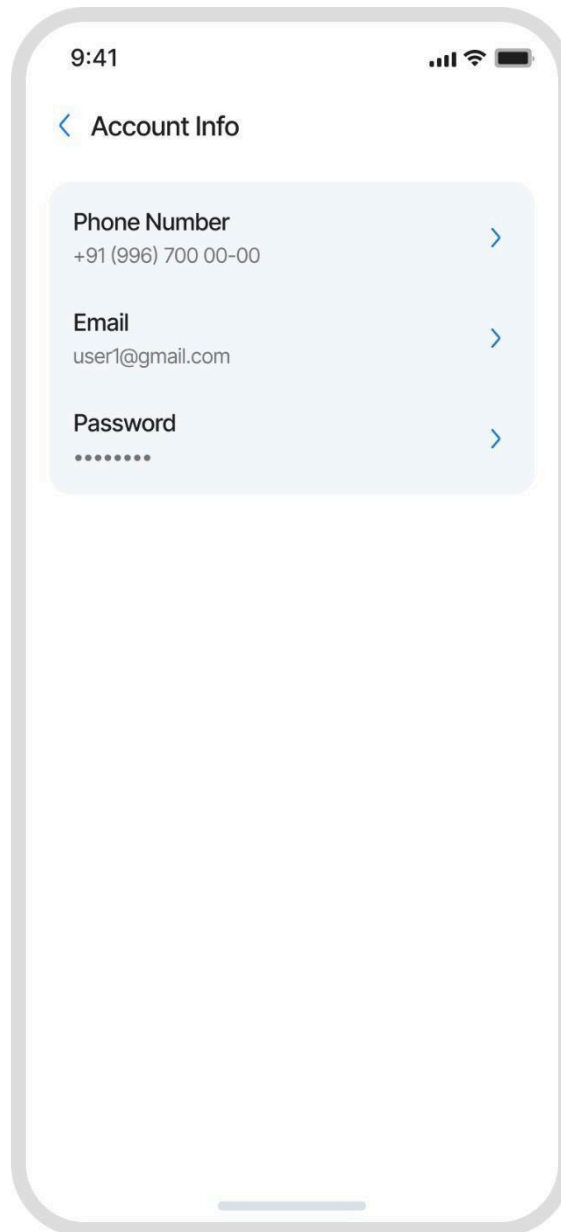 9:41
Account Info
Phone Number
+91 (996) 700 00-00
Email
user1@gmail.com
Password
••••••••